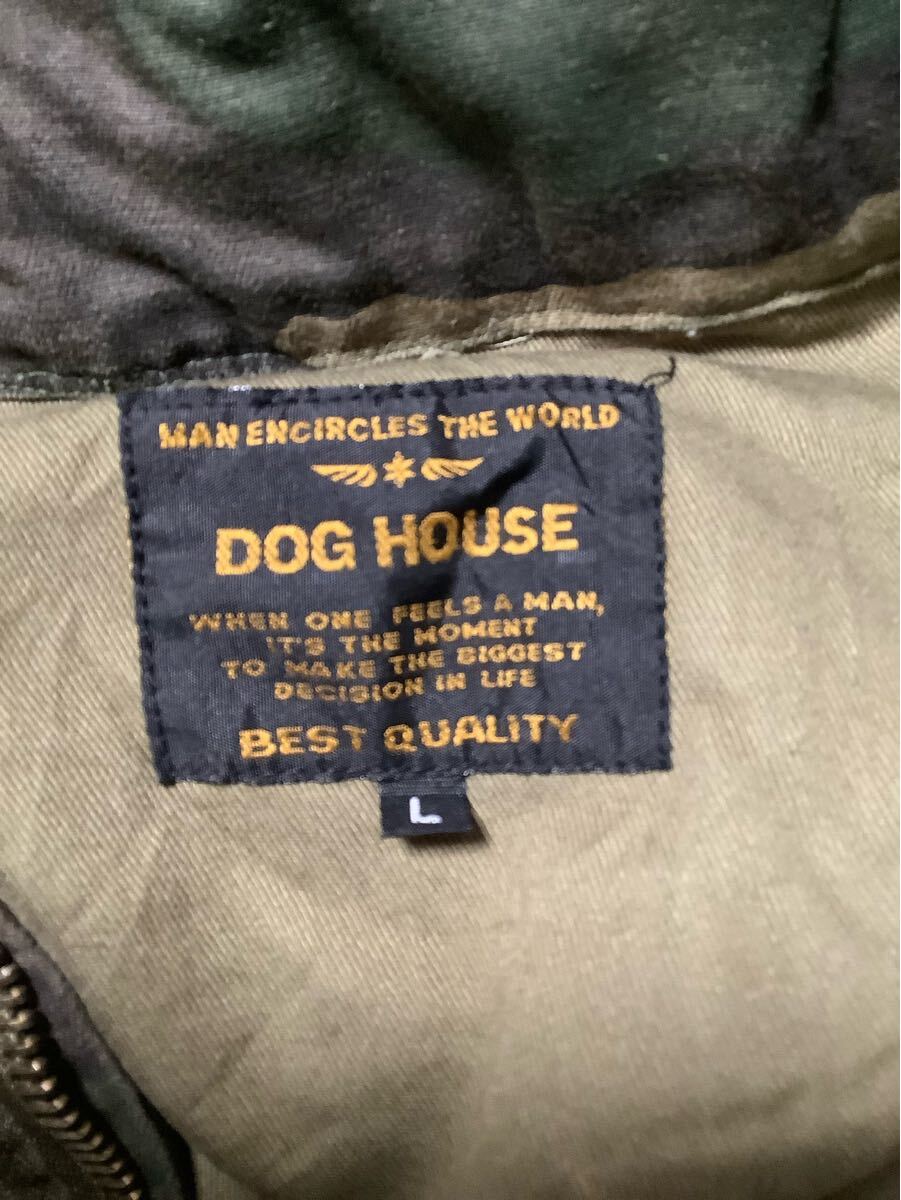 MAN ENCIRCLES THE WORLD
DOG HOUSE
WHEN ONE FEELS A MAN,
IT'S THE MOMENT
TO MAKE THE BIGGEST
DECISION IN LIFE
BEST QUALITY
L